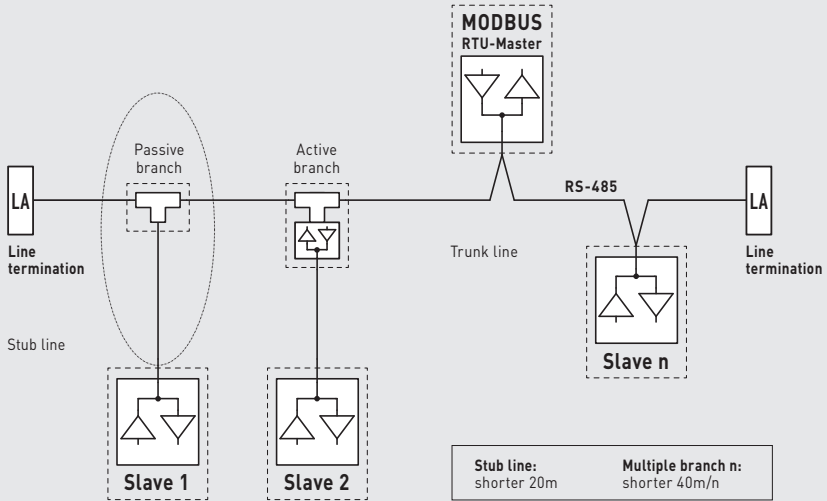 MODBUS
RTU-Master
Passive
branch
Active
branch
LA
RS-485
LA
Line
termination
Trunk line
Line
termination
Stub line
Slave n
Slave 1
Slave 2
Stub line:
shorter 20m
Multiple branch n:
shorter 40m/n